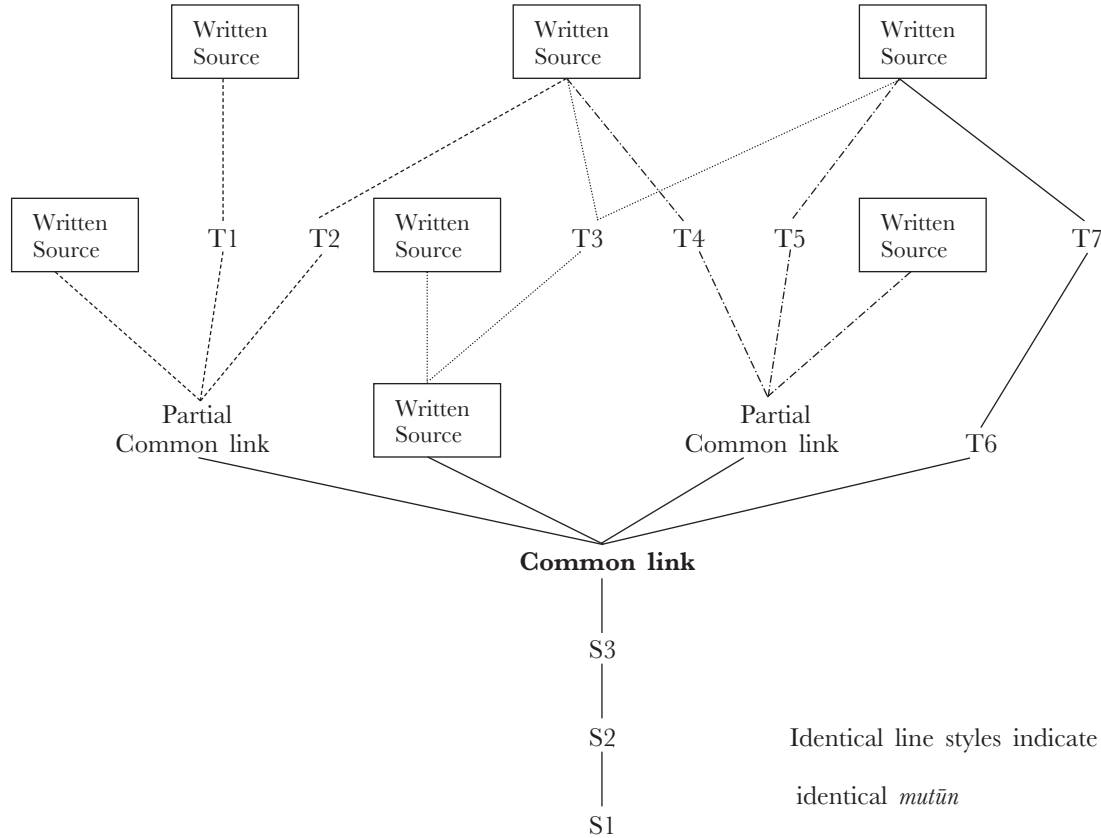 Written
Source
Written
Source
Written
Source
Written
Source
T1
T2
Written
Source
T3
T4
T5
Written
Source
T7
Partial
Common link
Written
Source
Partial
Common link
T6
Common link
S3
S2
Identical line styles indicate
identical mutūn
S1